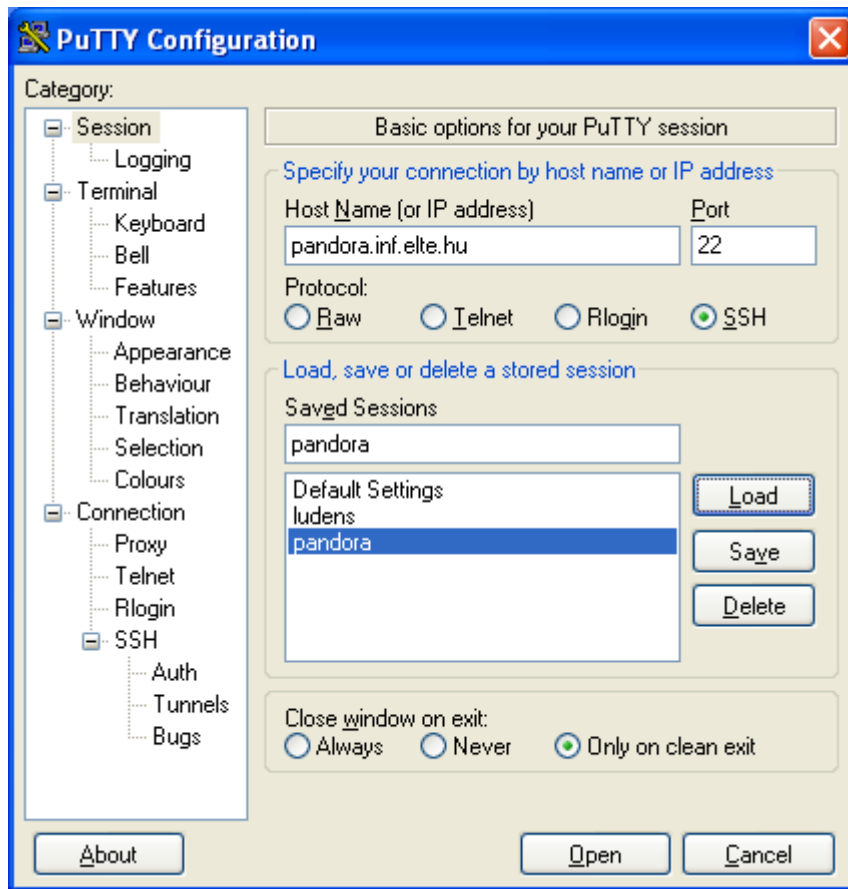 PuTTY Configuration
Category:
Session
Logging
Terminal
Keyboard
Bell
Features
Window
Appearance
Behaviour
Translation
Selection
Colours
Connection
Proxy
Telnet
Rlogin
SSH
Auth
Tunnels
Bugs
Basic options for your PuTTY session
Specify your connection by host name or IP address
Host Name (or IP address) Port
pandora.inf.elte.hu 22
Protocol:
Raw Telnet Rlogin SSH
Load, save or delete a stored session
Saved Sessions
pandora
Default Settings
ludens
pandora
Load
Save
Delete
Close window on exit:
Always Never Only on clean exit
About Open Cancel